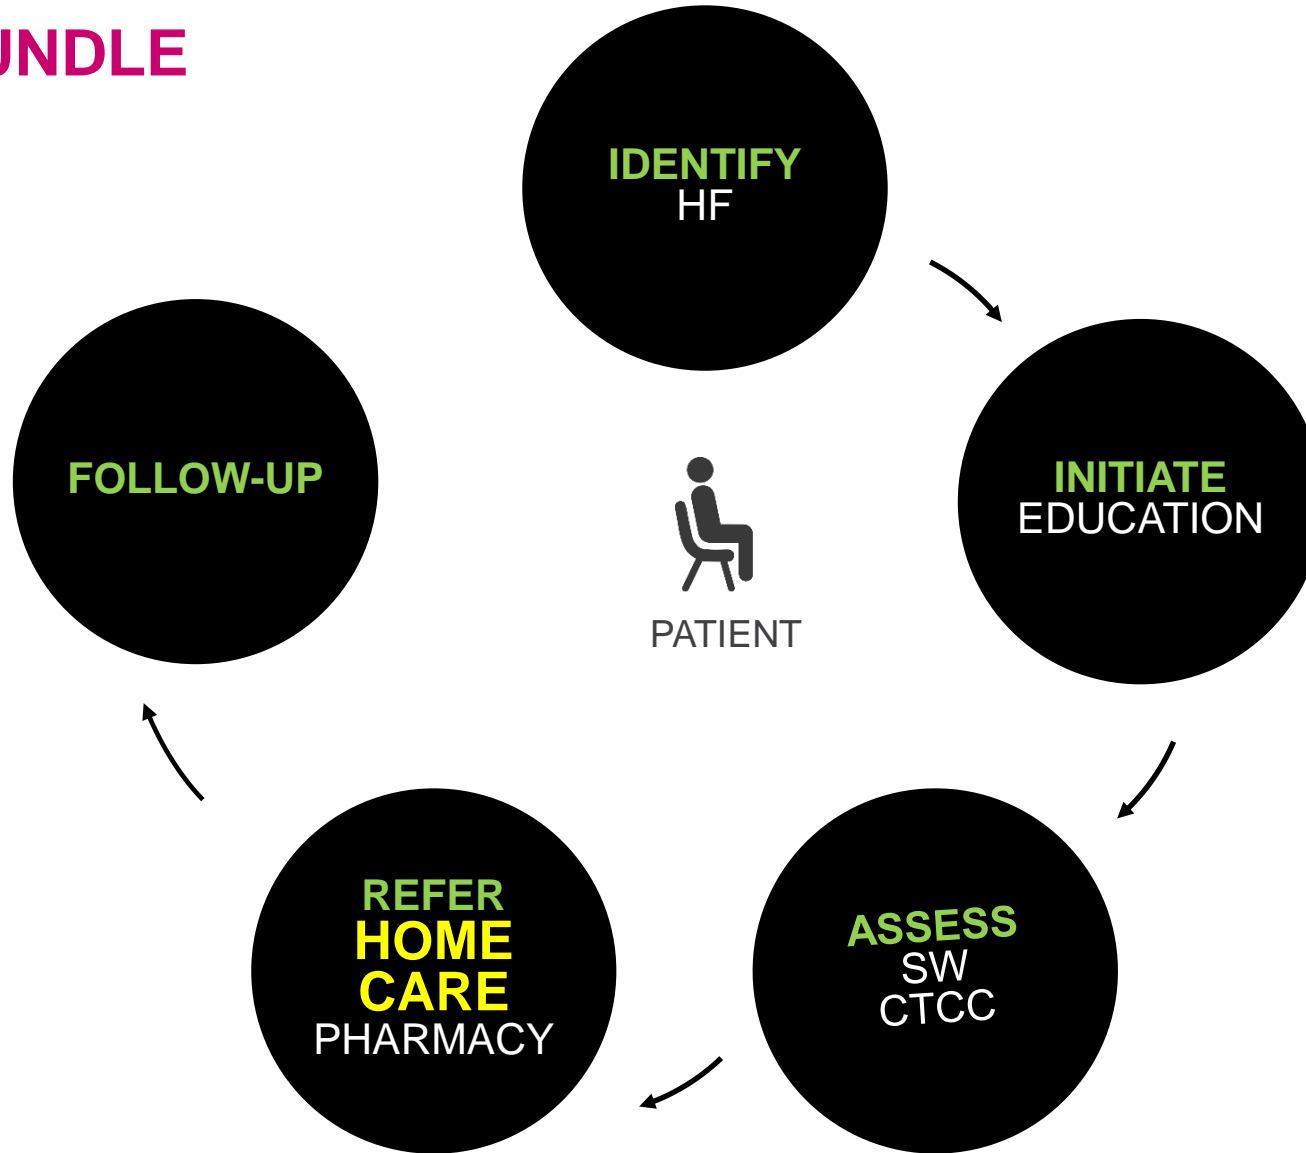 UNDLE
IDENTIFY
HF
INITIATE
EDUCATION
ASSESS
SW
CTCC
REFER
HOME
CARE
PHARMACY
FOLLOW-UP
PATIENT